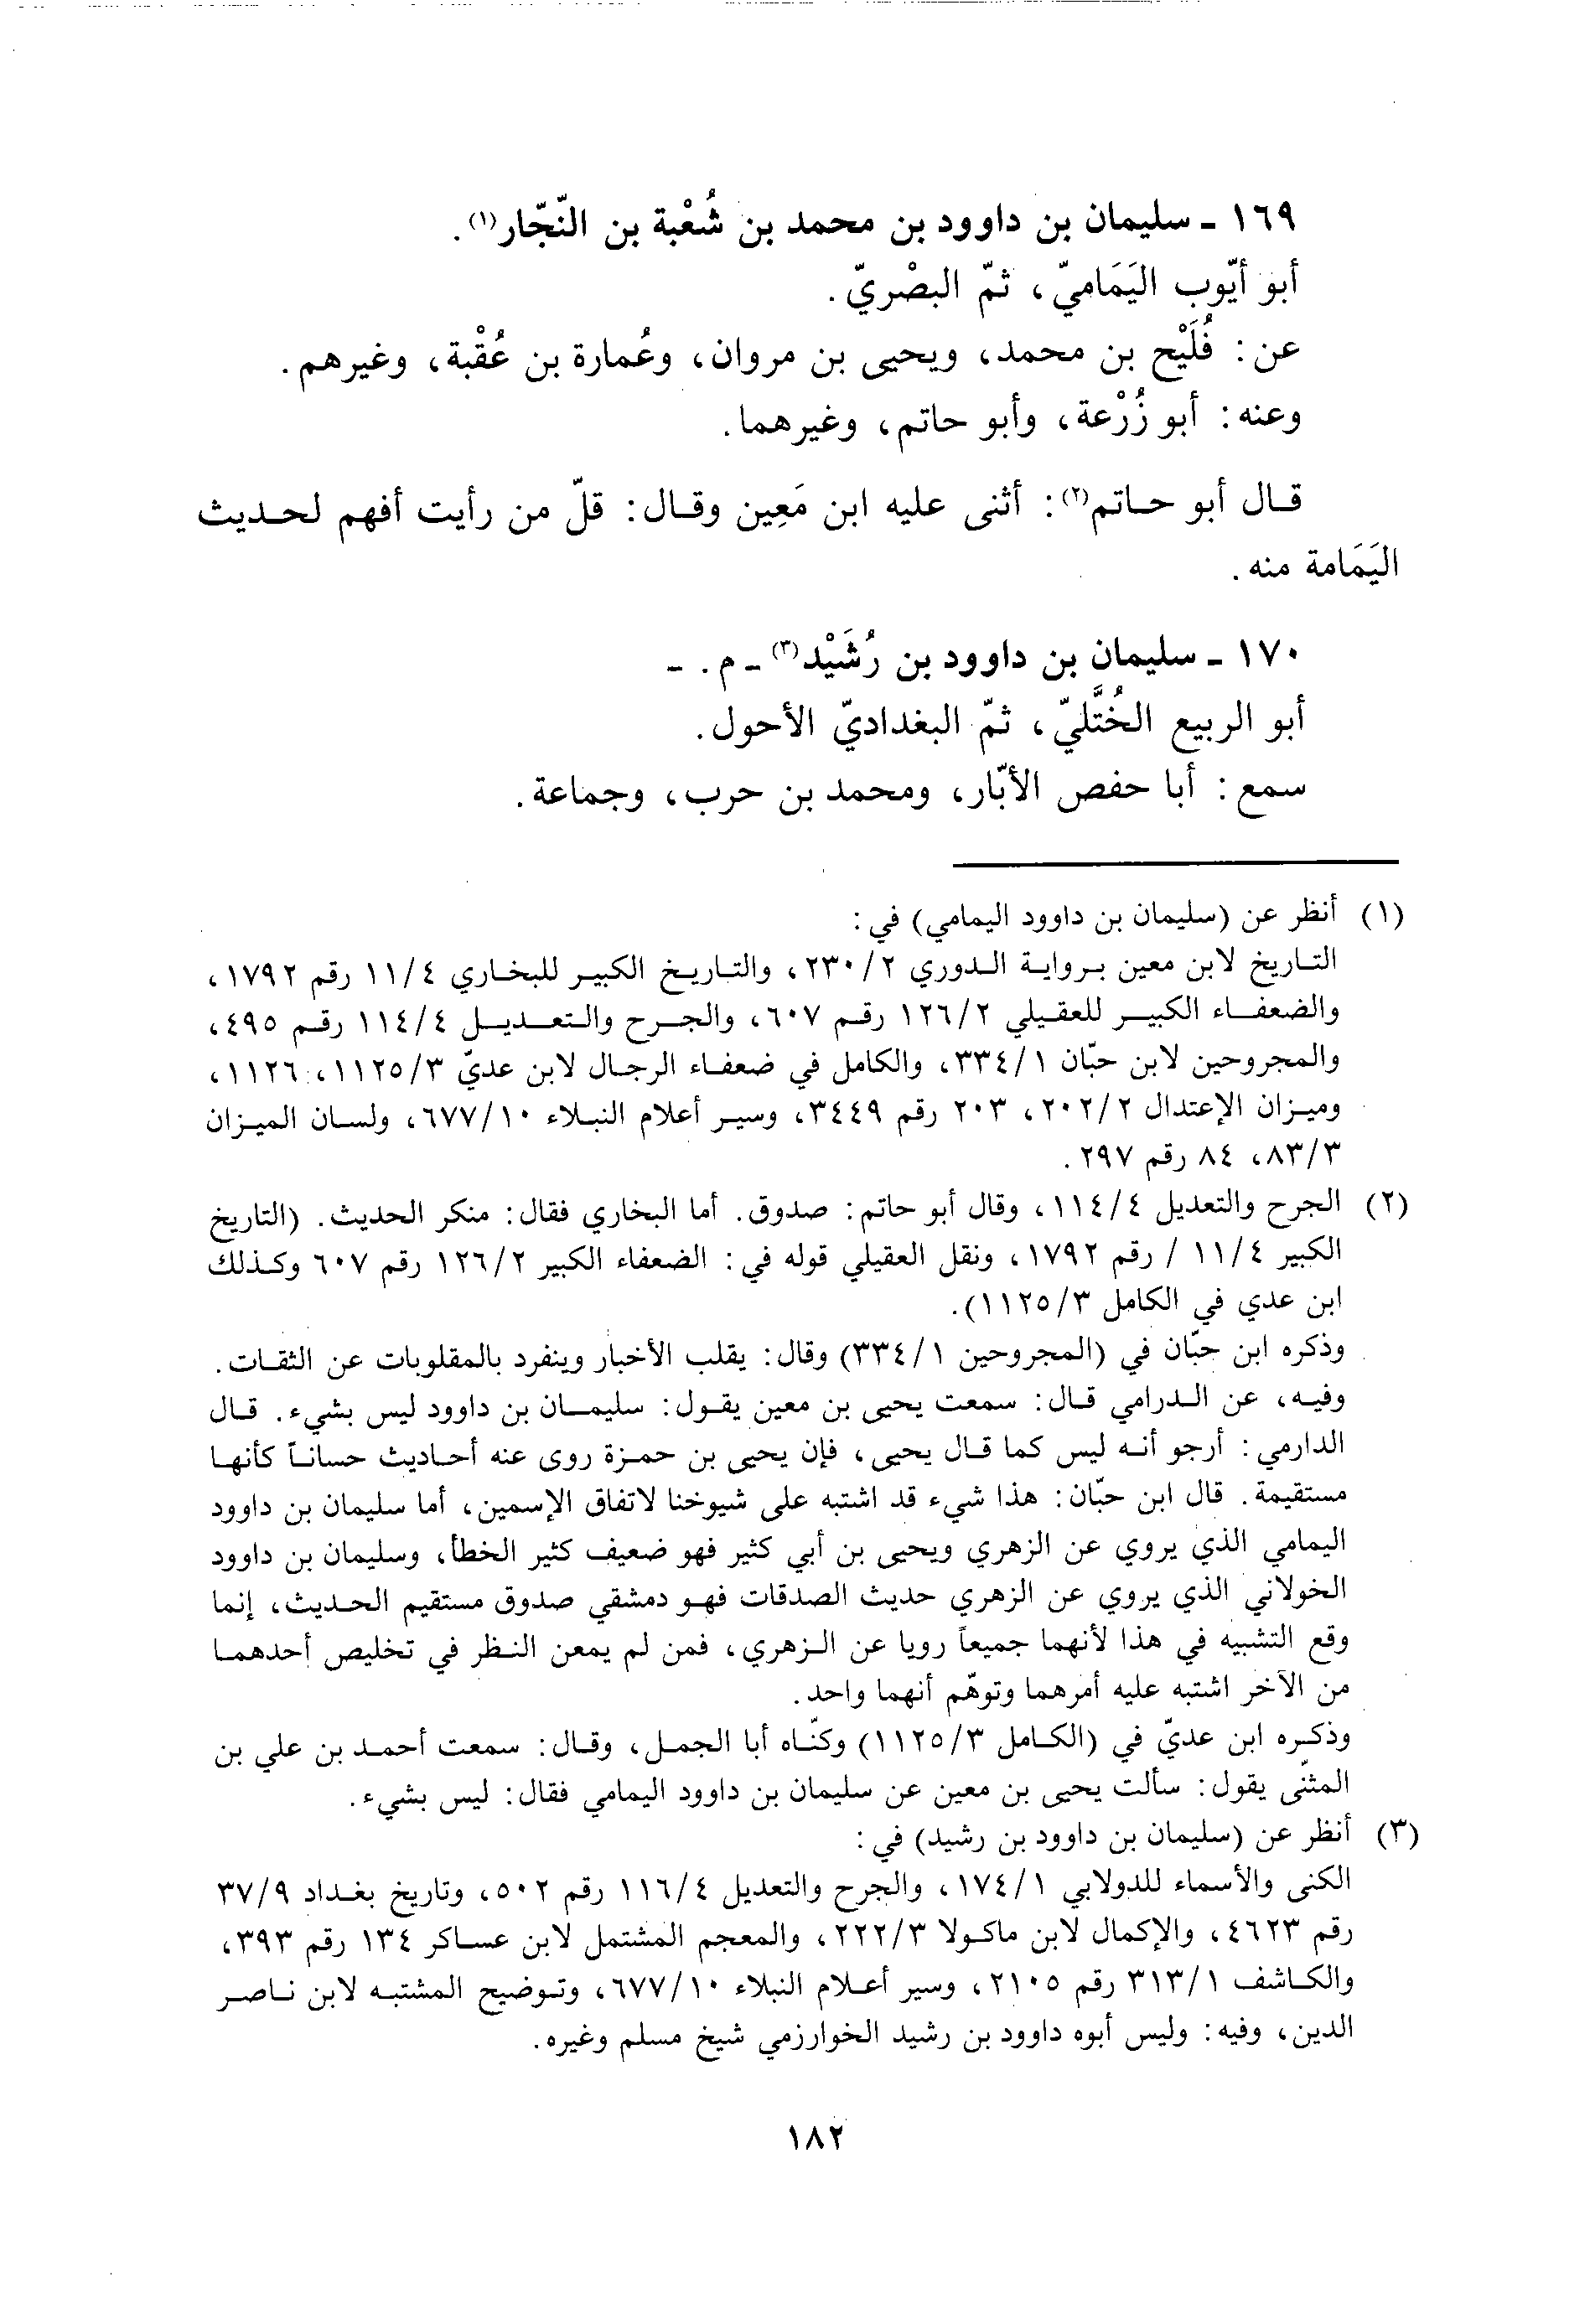 ١٦٩ - سليمان بن داوود بن محمد بن شُعْبة بن النّجّار(١).
أبو أيّوب اليَمَاميّ، ثمّ البصْريّ.
عن: فُلَيْح بن محمد، ويحيى بن مروان، وعُمارة بن عُقْبة، وغيرهم.
وعنه: أبو زُرْعة، وأبو حاتم، وغيرهما.
قال أبو حاتم(٢): أثنى عليه ابن مَعِين وقال: قلّ من رأيت أفهم لحديث
اليَمَامة منه.
١٧٠ - سليمان بن داوود بن رُشَيْد(٣) - م. -
أبو الربيع الخُتَّليّ، ثمّ البغداديّ الأحول.
سمع: أبا حفص الأبّار، ومحمد بن حرب، وجماعة.
(١) أنظر عن (سليمان بن داوود اليمامي) في:
التاريخ لابن معين برواية الدوري ٢/٢٣٠، والتاريخ الكبير للبخاري ٤/١١ رقم ١٧٩٢،
والضعفاء الكبير للعقيلي ٢/١٢٦ رقم ٦٠٧، والجرح والتعديل ٤/١١٤ رقم ٤٩٥،
والمجروحين لابن حبّان ١/٣٣٤، والكامل في ضعفاء الرجال لابن عديّ ٣/١١٢٥، ١١٢٦،
وميزان الإعتدال ٢/٢٠٢، ٢٠٣ رقم ٣٤٤٩، وسير أعلام النبلاء ١٠/٦٧٧، ولسان الميزان
٣/٨٣، ٨٤ رقم ٢٩٧.
(٢) الجرح والتعديل ٤/١١٤، وقال أبو حاتم: صدوق. أما البخاري فقال: منكر الحديث. (التاريخ
الكبير ٤/١١ / رقم ١٧٩٢، ونقل العقيلي قوله في: الضعفاء الكبير ٢/١٢٦ رقم ٦٠٧ وكذلك
ابن عدي في الكامل ٣/١١٢٥).
وذكره ابن حبّان في (المجروحين ١/٣٣٤) وقال: يقلب الأخبار وينفرد بالمقلوبات عن الثقات.
وفيه، عن الدرامي قال: سمعت يحيى بن معين يقول: سليمان بن داوود ليس بشيء. قال
الدارمي: أرجو أنه ليس كما قال يحيى، فإن يحيى بن حمزة روى عنه أحاديث حساناً كأنها
مستقيمة. قال ابن حبّان: هذا شيء قد اشتبه على شيوخنا لاتفاق الإسمين، أما سليمان بن داوود
اليمامي الذي يروي عن الزهري ويحيى بن أبي كثير فهو ضعيف كثير الخطأ، وسليمان بن داوود
الخولاني الذي يروي عن الزهري حديث الصدقات فهو دمشقي صدوق مستقيم الحديث، إنما
وقع التشبيه في هذا لأنهما جميعاً رويا عن الزهري، فمن لم يمعن النظر في تخليص أحدهما
من الآخر اشتبه عليه أمرهما وتوهّم أنهما واحد.
وذكره ابن عديّ في (الكامل ٣/١١٢٥) وكنّاه أبا الجمل، وقال: سمعت أحمد بن علي بن
المثنّى يقول: سألت يحيى بن معين عن سليمان بن داوود اليمامي فقال: ليس بشيء.
(٣) أنظر عن (سليمان بن داوود بن رشيد) في:
الكنى والأسماء للدولابي ١/١٧٤، والجرح والتعديل ٤/١١٦ رقم ٥٠٢، وتاريخ بغداد ٩/٣٧
رقم ٤٦٢٣، والإكمال لابن ماكولا ٣/٢٢٢، والمعجم المشتمل لابن عساكر ١٣٤ رقم ٣٩٣،
والكاشف ١/٣١٣ رقم ٢١٠٥، وسير أعلام النبلاء ١٠/٦٧٧، وتوضيح المشتبه لابن ناصر
الدين، وفيه: وليس أبوه داوود بن رشيد الخوارزمي شيخ مسلم وغيره.
١٨٢